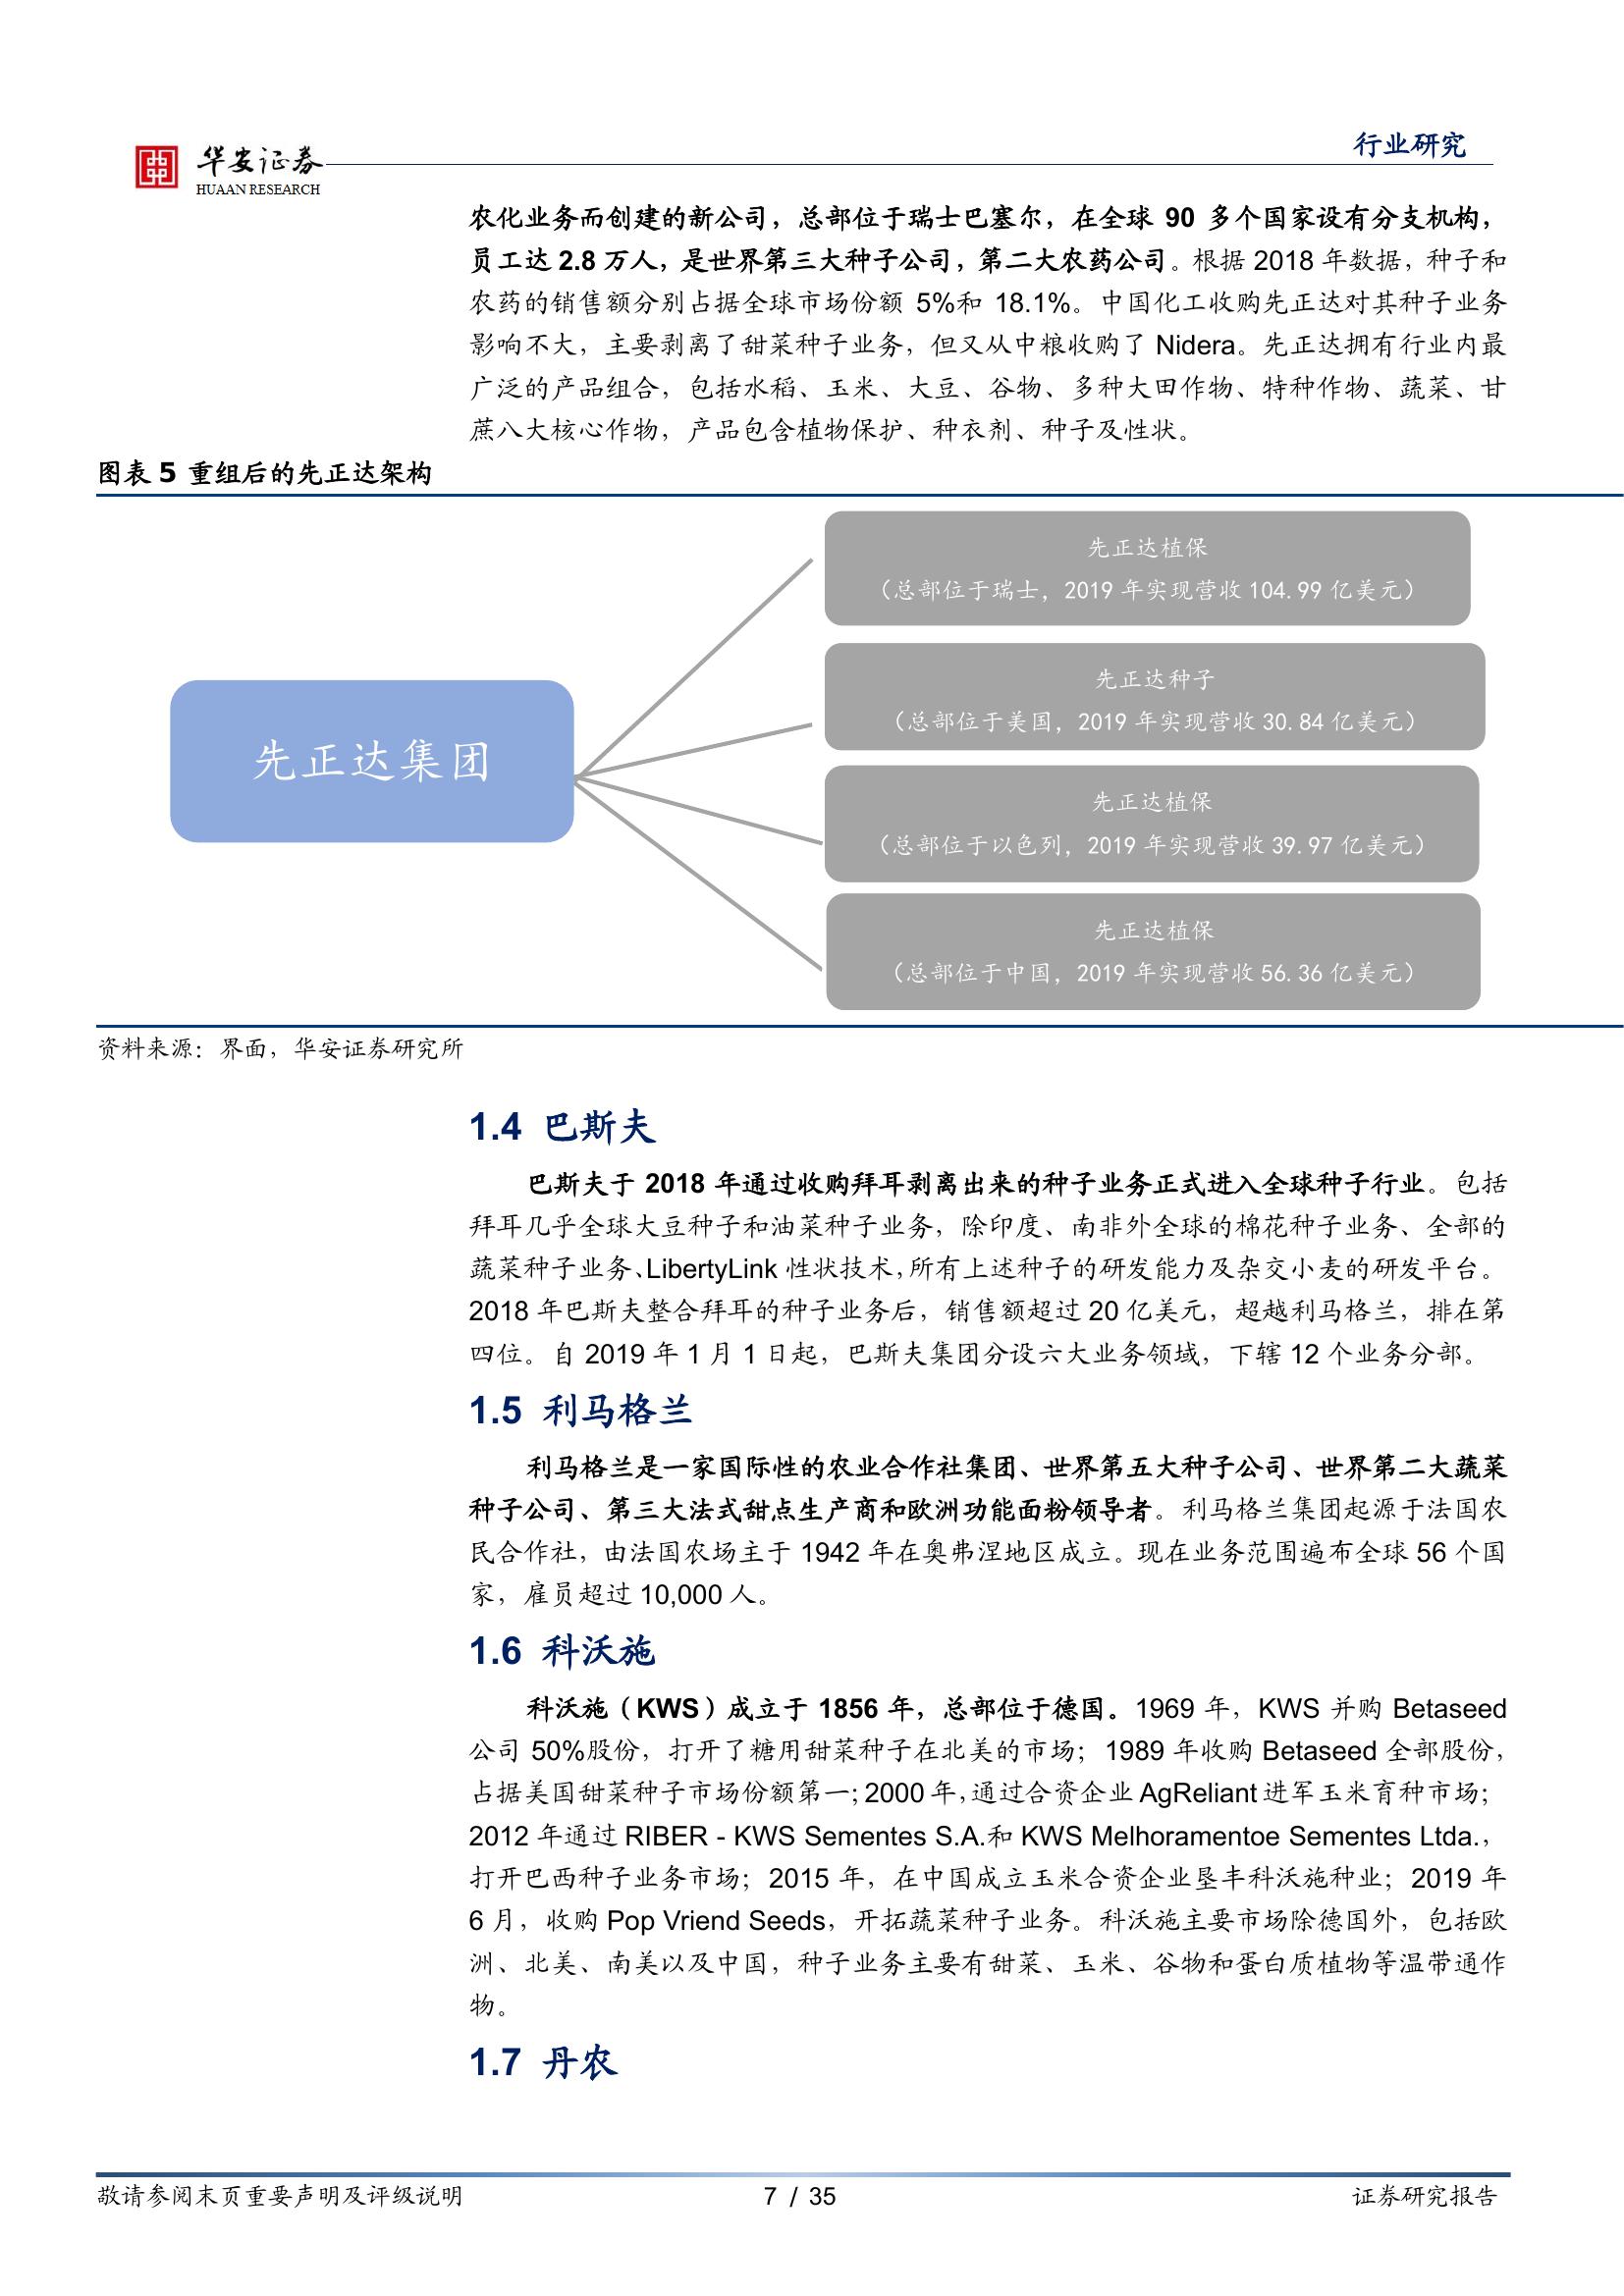 华安证券
HUAAN RESEARCH
行业研究
农化业务而创建的新公司，总部位于瑞士巴塞尔，在全球 90 多个国家设有分支机构，
员工达 2.8 万人，是世界第三大种子公司，第二大农药公司。根据 2018 年数据，种子和
农药的销售额分别占据全球市场份额 5%和 18.1%。中国化工收购先正达对其种子业务
影响不大，主要剥离了甜菜种子业务，但又从中粮收购了 Nidera。先正达拥有行业内最
广泛的产品组合，包括水稻、玉米、大豆、谷物、多种大田作物、特种作物、蔬菜、甘
蔗八大核心作物，产品包含植物保护、种衣剂、种子及性状。
图表 5 重组后的先正达架构
先正达集团
先正达植保
（总部位于瑞士，2019 年实现营收 104.99 亿美元）
先正达种子
（总部位于美国，2019 年实现营收 30.84 亿美元）
先正达植保
（总部位于以色列，2019 年实现营收 39.97 亿美元）
先正达植保
（总部位于中国，2019 年实现营收 56.36 亿美元）
资料来源：界面，华安证券研究所
1.4 巴斯夫
巴斯夫于 2018 年通过收购拜耳剥离出来的种子业务正式进入全球种子行业。包括
拜耳几乎全球大豆种子和油菜种子业务，除印度、南非外全球的棉花种子业务、全部的
蔬菜种子业务、LibertyLink 性状技术，所有上述种子的研发能力及杂交小麦的研发平台。
2018 年巴斯夫整合拜耳的种子业务后，销售额超过 20 亿美元，超越利马格兰，排在第
四位。自 2019 年 1 月 1 日起，巴斯夫集团分设六大业务领域，下辖 12 个业务分部。
1.5 利马格兰
利马格兰是一家国际性的农业合作社集团、世界第五大种子公司、世界第二大蔬菜
种子公司、第三大法式甜点生产商和欧洲功能面粉领导者。利马格兰集团起源于法国农
民合作社，由法国农场主于 1942 年在奥弗涅地区成立。现在业务范围遍布全球 56 个国
家，雇员超过 10,000 人。
1.6 科沃施
科沃施（KWS）成立于 1856 年，总部位于德国。1969 年，KWS 并购 Betaseed
公司 50%股份，打开了糖用甜菜种子在北美的市场；1989 年收购 Betaseed 全部股份，
占据美国甜菜种子市场份额第一；2000 年，通过合资企业 AgReliant 进军玉米育种市场；
2012 年通过 RIBER - KWS Sementes S.A.和 KWS Melhoramentoe Sementes Ltda.，
打开巴西种子业务市场；2015 年，在中国成立玉米合资企业垦丰科沃施种业；2019 年
6 月，收购 Pop Vriend Seeds，开拓蔬菜种子业务。科沃施主要市场除德国外，包括欧
洲、北美、南美以及中国，种子业务主要有甜菜、玉米、谷物和蛋白质植物等温带通作
物。
1.7 丹农
敬请参阅末页重要声明及评级说明
7 / 35
证券研究报告